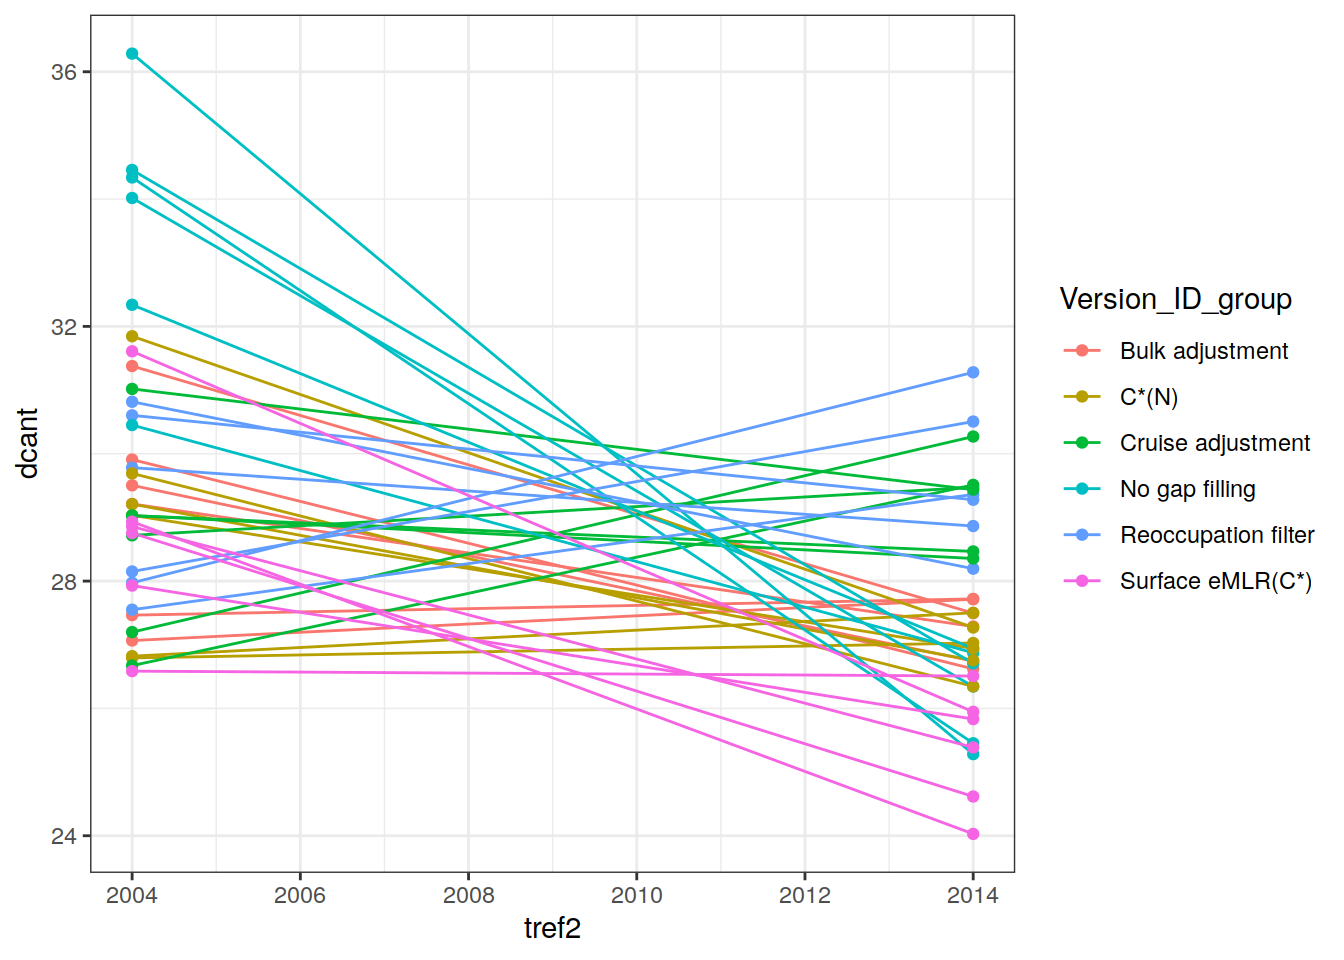 36
32
28
24
dcant
2004
2006
2008
2010
2012
2014
tref2
Version_ID_group
Bulk adjustment
C*(N)
Cruise adjustment
No gap filling
Reoccupation filter
Surface eMLR(C*)